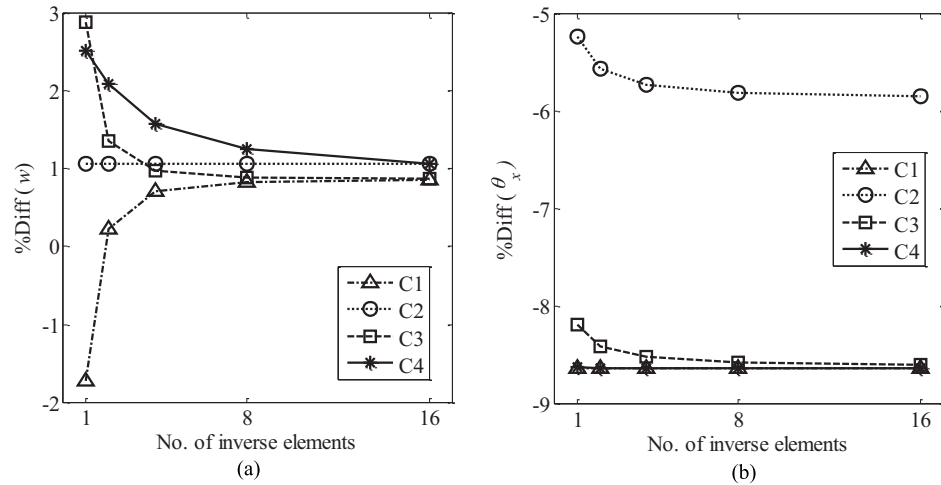 3
2
1
0
-1
-2
%Diff (w)
C1
C2
C3
C4
1
8
16
No. of inverse elements
(a)
-5
-6
-7
-8
-9
%Diff (θx)
C1
C2
C3
C4
1
8
16
No. of inverse elements
(b)